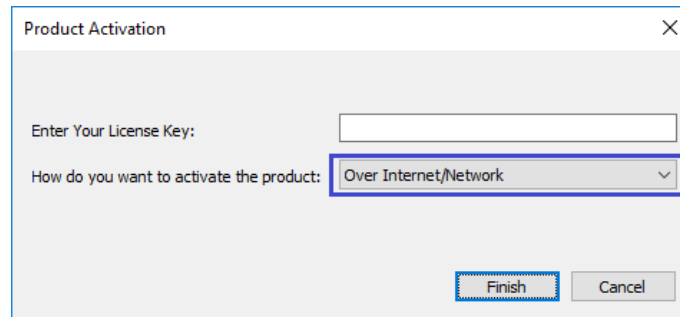 Product Activation
Enter Your License Key:
How do you want to activate the product: Over Internet/Network
Finish Cancel